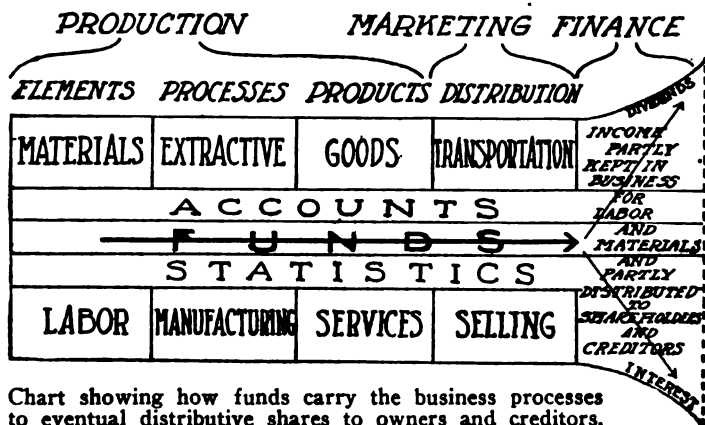 PRODUCTION MARKETING FINANCE
ELEMENTS PROCESSES PRODUCTS DISTRIBUTION
DIVIDENDS
MATERIALS EXTRACTIVE GOODS TRANSPORTATION
INCOME
PARTLY
KEPT IN
BUSINESS
FOR
LABOR
AND
MATERIALS
AND
PARTLY
DISTRIBUTED
TO
SHAREHOLDERS
AND
CREDITORS
ACCOUNTS
FUNDS
STATISTICS
LABOR MANUFACTURING SERVICES SELLING
INTEREST
Chart showing how funds carry the business processes
to eventual distributive shares to owners and creditors.